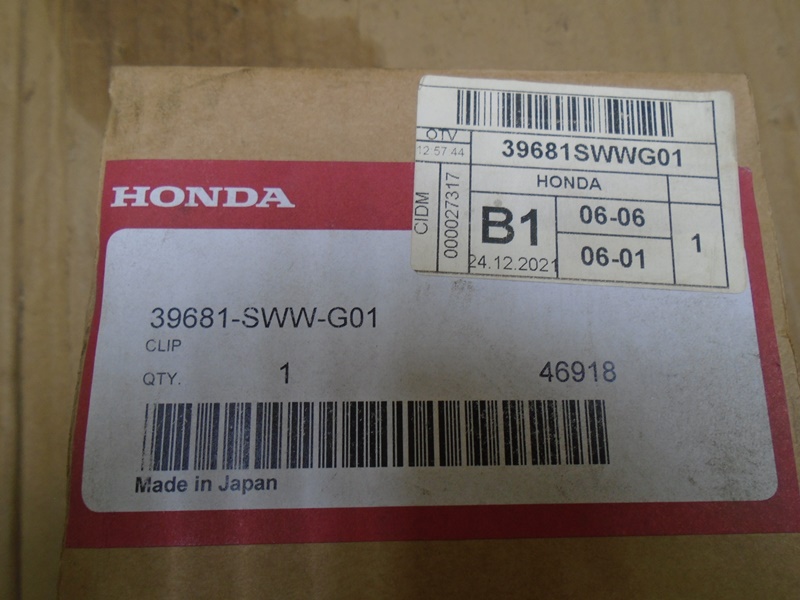 QTY
12 57 44
39681SWWG01
CIDM
000027317
HONDA
B1
06-06
24.12.2021
06-01
1
HONDA
39681-SWW-G01
CLIP
QTY. 1 46918
Made in Japan